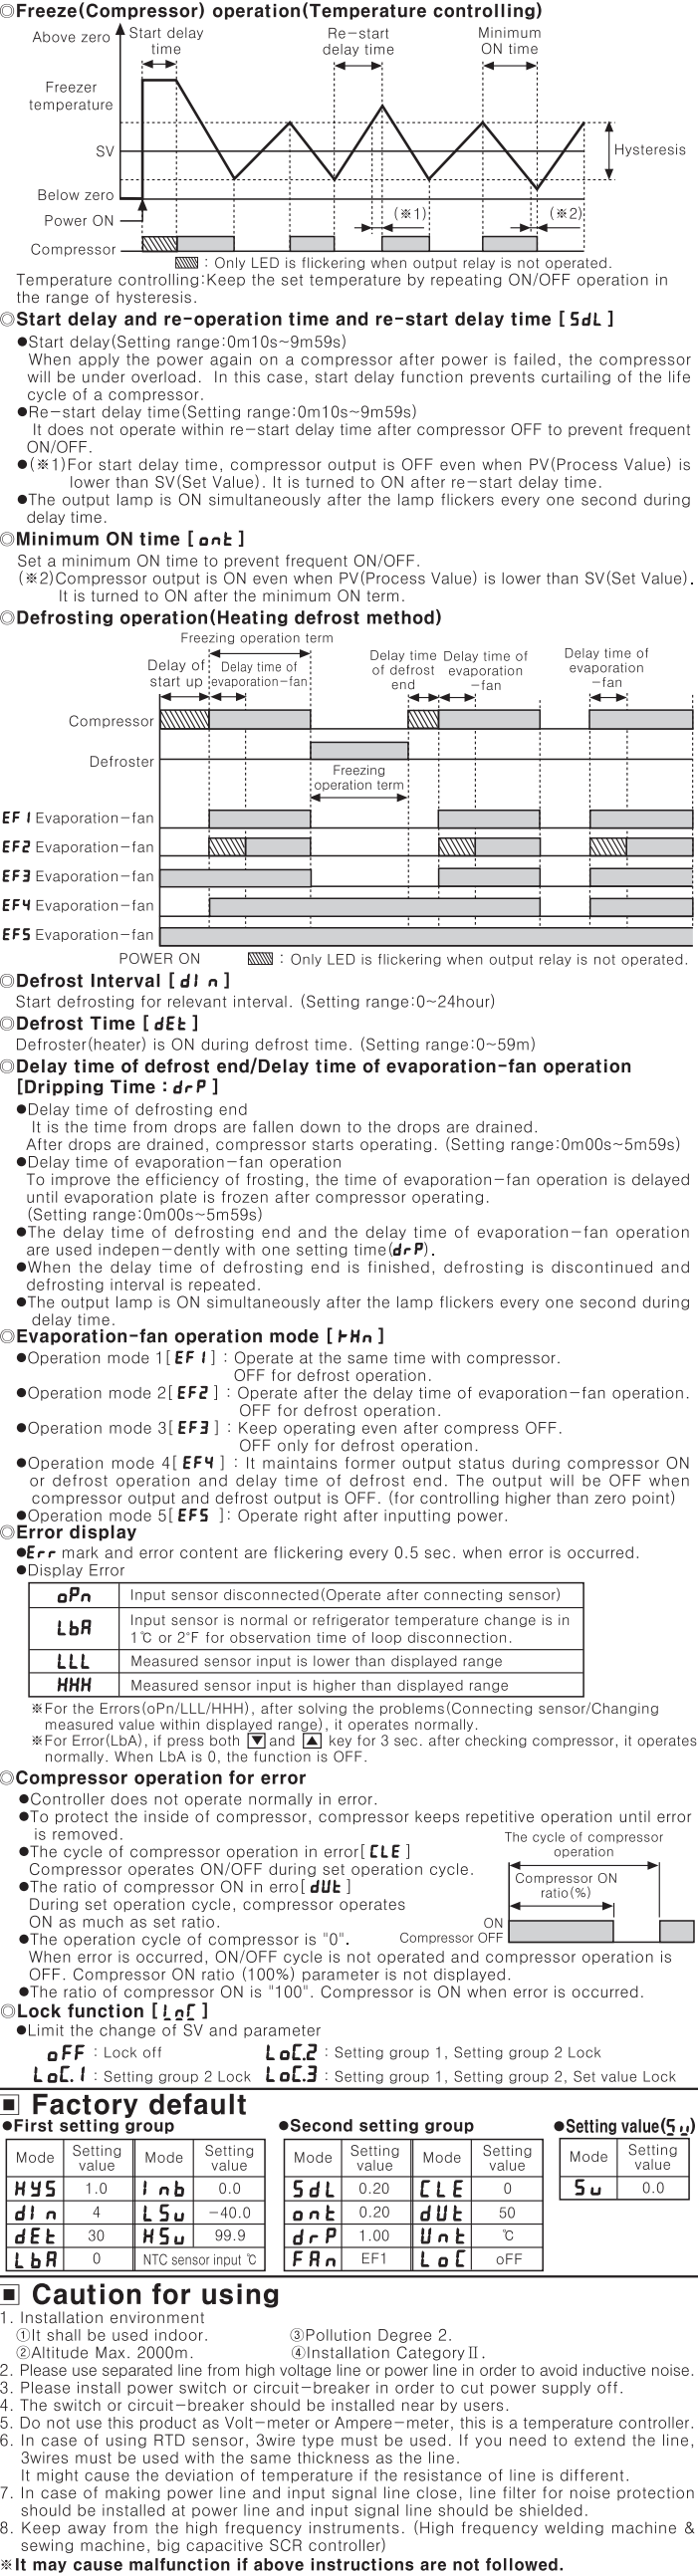 ◎Freeze(Compressor) operation(Temperature controlling)
Above zero
Start delay time
Re-start delay time
Minimum ON time
Freezer temperature
SV
Hysteresis
Below zero
Power ON
(※1)
(※2)
Compressor
: Only LED is flickering when output relay is not operated.
Temperature controlling:Keep the set temperature by repeating ON/OFF operation in
the range of hysteresis.
◎Start delay and re-operation time and re-start delay time [ SdL ]
●Start delay(Setting range:0m10s~9m59s)
When apply the power again on a compressor after power is failed, the compressor
will be under overload. In this case, start delay function prevents curtailing of the life
cycle of a compressor.
●Re-start delay time(Setting range:0m10s~9m59s)
It does not operate within re-start delay time after compressor OFF to prevent frequent
ON/OFF.
●(※1)For start delay time, compressor output is OFF even when PV(Process Value) is
lower than SV(Set Value). It is turned to ON after re-start delay time.
●The output lamp is ON simultaneously after the lamp flickers every one second during
delay time.
◎Minimum ON time [ ont ]
Set a minimum ON time to prevent frequent ON/OFF.
(※2)Compressor output is ON even when PV(Process Value) is lower than SV(Set Value).
It is turned to ON after the minimum ON term.
◎Defrosting operation(Heating defrost method)
Freezing operation term
Delay of start up
Delay time of evaporation-fan
Delay time of defrost end
Delay time of evaporation -fan
Delay time of evaporation -fan
Compressor
Defroster
Freezing operation term
EF1 Evaporation-fan
EF2 Evaporation-fan
EF3 Evaporation-fan
EF4 Evaporation-fan
EF5 Evaporation-fan
POWER ON
: Only LED is flickering when output relay is not operated.
◎Defrost Interval [ dIn ]
Start defrosting for relevant interval. (Setting range:0~24hour)
◎Defrost Time [ dEt ]
Defroster(heater) is ON during defrost time. (Setting range:0~59m)
◎Delay time of defrost end/Delay time of evaporation-fan operation
[Dripping Time : drP ]
●Delay time of defrosting end
It is the time from drops are fallen down to the drops are drained.
After drops are drained, compressor starts operating. (Setting range:0m00s~5m59s)
●Delay time of evaporation-fan operation
To improve the efficiency of frosting, the time of evaporation-fan operation is delayed
until evaporation plate is frozen after compressor operating.
(Setting range:0m00s~5m59s)
●The delay time of defrosting end and the delay time of evaporation-fan operation
are used indepen-dently with one setting time(drP).
●When the delay time of defrosting end is finished, defrosting is discontinued and
defrosting interval is repeated.
●The output lamp is ON simultaneously after the lamp flickers every one second during
delay time.
◎Evaporation-fan operation mode [ ]
●Operation mode 1[ EF1 ] : Operate at the same time with compressor.
OFF for defrost operation.
●Operation mode 2[ EF2 ] : Operate after the delay time of evaporation-fan operation.
OFF for defrost operation.
●Operation mode 3[ EF3 ] : Keep operating even after compress OFF.
OFF only for defrost operation.
●Operation mode 4[ EF4 ] : It maintains former output status during compressor ON
or defrost operation and delay time of defrost end. The output will be OFF when
compressor output and defrost output is OFF. (for controlling higher than zero point)
●Operation mode 5[ EF5 ]: Operate right after inputting power.
◎Error display
●Err mark and error content are flickering every 0.5 sec. when error is occurred.
●Display Error
oPn Input sensor disconnected(Operate after connecting sensor)
LbA Input sensor is normal or refrigerator temperature change is in
1℃ or 2°F for observation time of loop disconnection.
LLL Measured sensor input is lower than displayed range
HHH Measured sensor input is higher than displayed range
※For the Errors(oPn/LLL/HHH), after solving the problems(Connecting sensor/Changing
measured value within displayed range), it operates normally.
※For Error(LbA), if press both ▼ and ▲ key for 3 sec. after checking compressor, it operates
normally. When LbA is 0, the function is OFF.
◎Compressor operation for error
●Controller does not operate normally in error.
●To protect the inside of compressor, compressor keeps repetitive operation until error
is removed.
●The cycle of compressor operation in error[ CLE ]
Compressor operates ON/OFF during set operation cycle.
●The ratio of compressor ON in erro[ dUt ]
During set operation cycle, compressor operates
ON as much as set ratio.
●The operation cycle of compressor is "0".
The cycle of compressor operation
Compressor ON ratio(%)
ON
Compressor OFF
When error is occurred, ON/OFF cycle is not operated and compressor operation is
OFF. Compressor ON ratio (100%) parameter is not displayed.
●The ratio of compressor ON is "100". Compressor is ON when error is occurred.
◎Lock function [ ]
●Limit the change of SV and parameter
oFF : Lock off LoC.2 : Setting group 1, Setting group 2 Lock
LoC.1 : Setting group 2 Lock LoC.3 : Setting group 1, Setting group 2, Set value Lock
■ Factory default
●First setting group
Mode Setting value Mode Setting value
HYS 1.0 Inb 0.0
dIn 4 LSv -40.0
dEt 30 HSv 99.9
LbA 0 NTC sensor input ℃
●Second setting group
Mode Setting value Mode Setting value
SdL 0.20 CLE 0
ont 0.20 dUt 50
drP 1.00 Unt ℃
FAn EF1 LoC oFF
●Setting value(Sv)
Mode Setting value
Sv 0.0
■ Caution for using
1. Installation environment
①It shall be used indoor. ③Pollution Degree 2.
②Altitude Max. 2000m. ④Installation Category Ⅱ.
2. Please use separated line from high voltage line or power line in order to avoid inductive noise.
3. Please install power switch or circuit-breaker in order to cut power supply off.
4. The switch or circuit-breaker should be installed near by users.
5. Do not use this product as Volt-meter or Ampere-meter, this is a temperature controller.
6. In case of using RTD sensor, 3wire type must be used. If you need to extend the line,
3wires must be used with the same thickness as the line.
It might cause the deviation of temperature if the resistance of line is different.
7. In case of making power line and input signal line close, line filter for noise protection
should be installed at power line and input signal line should be shielded.
8. Keep away from the high frequency instruments. (High frequency welding machine &
sewing machine, big capacitive SCR controller)
※It may cause malfunction if above instructions are not followed.